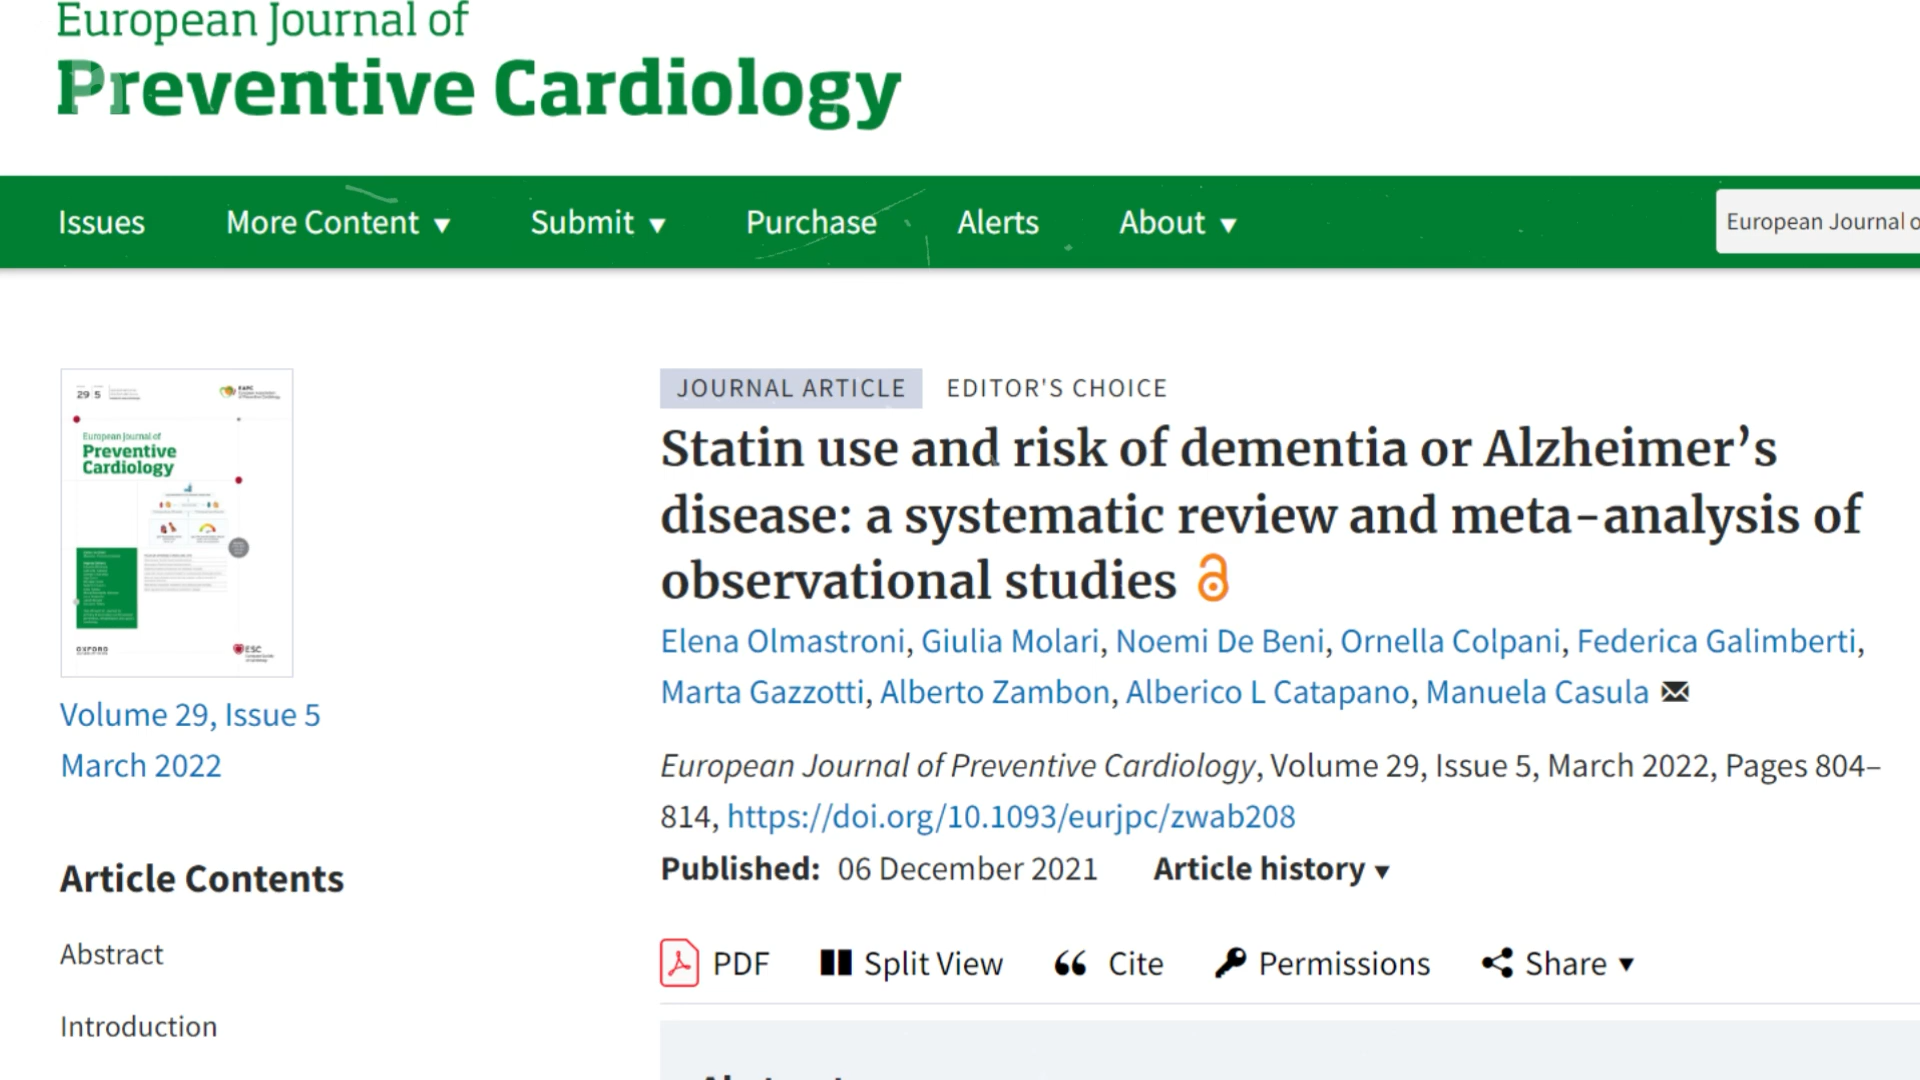 European Journal of
Preventive Cardiology
Issues
More Content ▼
Submit ▼
Purchase
Alerts
About ▼
European Journal o
29 5
European Journal of
Preventive
Cardiology
OXFORD
ESC
Volume 29, Issue 5
March 2022
Article Contents
Abstract
Introduction
JOURNAL ARTICLE EDITOR'S CHOICE
Statin use and risk of dementia or Alzheimer’s
disease: a systematic review and meta-analysis of
observational studies
Elena Olmastroni, Giulia Molari, Noemi De Beni, Ornella Colpani, Federica Galimberti,
Marta Gazzotti, Alberto Zambon, Alberico L Catapano, Manuela Casula
European Journal of Preventive Cardiology, Volume 29, Issue 5, March 2022, Pages 804–
814, https://doi.org/10.1093/eurjpc/zwab208
Published: 06 December 2021 Article history ▼
PDF Split View Cite Permissions Share ▼